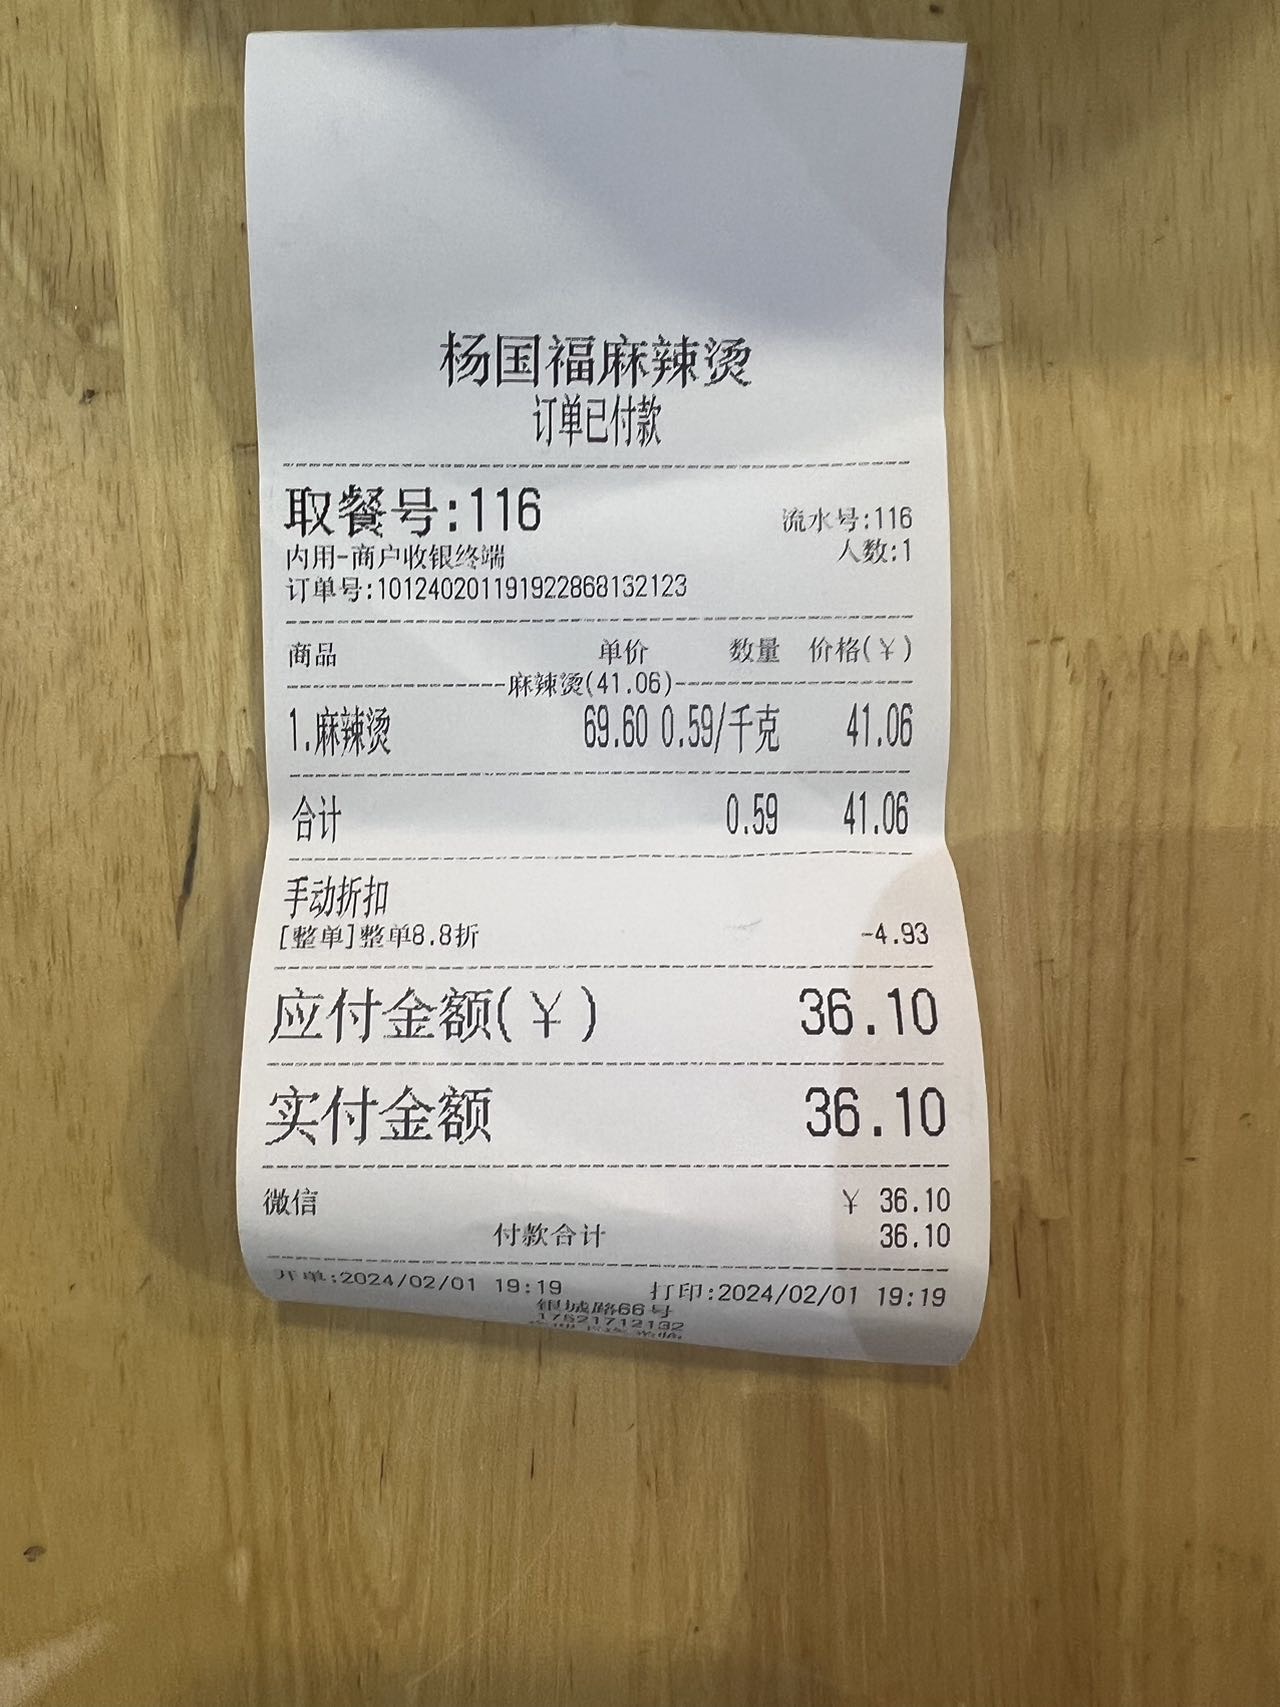 杨国福麻辣烫
订单已付款
取餐号:116 流水号:116
内用-商户收银终端 人数:1
订单号:101240201191922868132123
商品 单价 数量 价格(¥)
麻辣烫(41.06)
1.麻辣烫 69.60 0.59/千克 41.06
合计 0.59 41.06
手动折扣
[整单]整单8.8折 -4.93
应付金额(¥) 36.10
实付金额 36.10
微信 ¥ 36.10
付款合计 36.10
开单:2024/02/01 19:19 打印:2024/02/01 19:19
银城路66号
17521712132